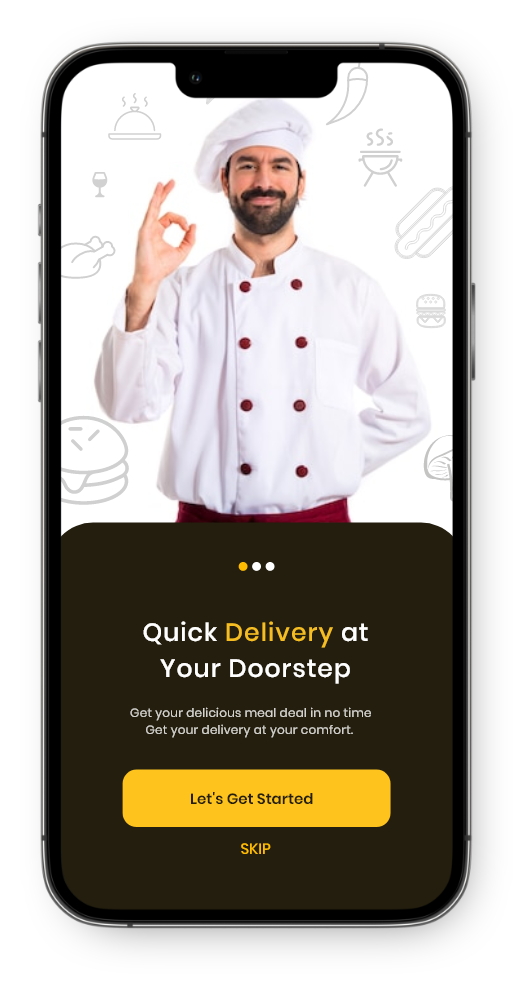 Quick Delivery at
Your Doorstep
Get your delicious meal deal in no time
Get your delivery at your comfort.
Let's Get Started
SKIP